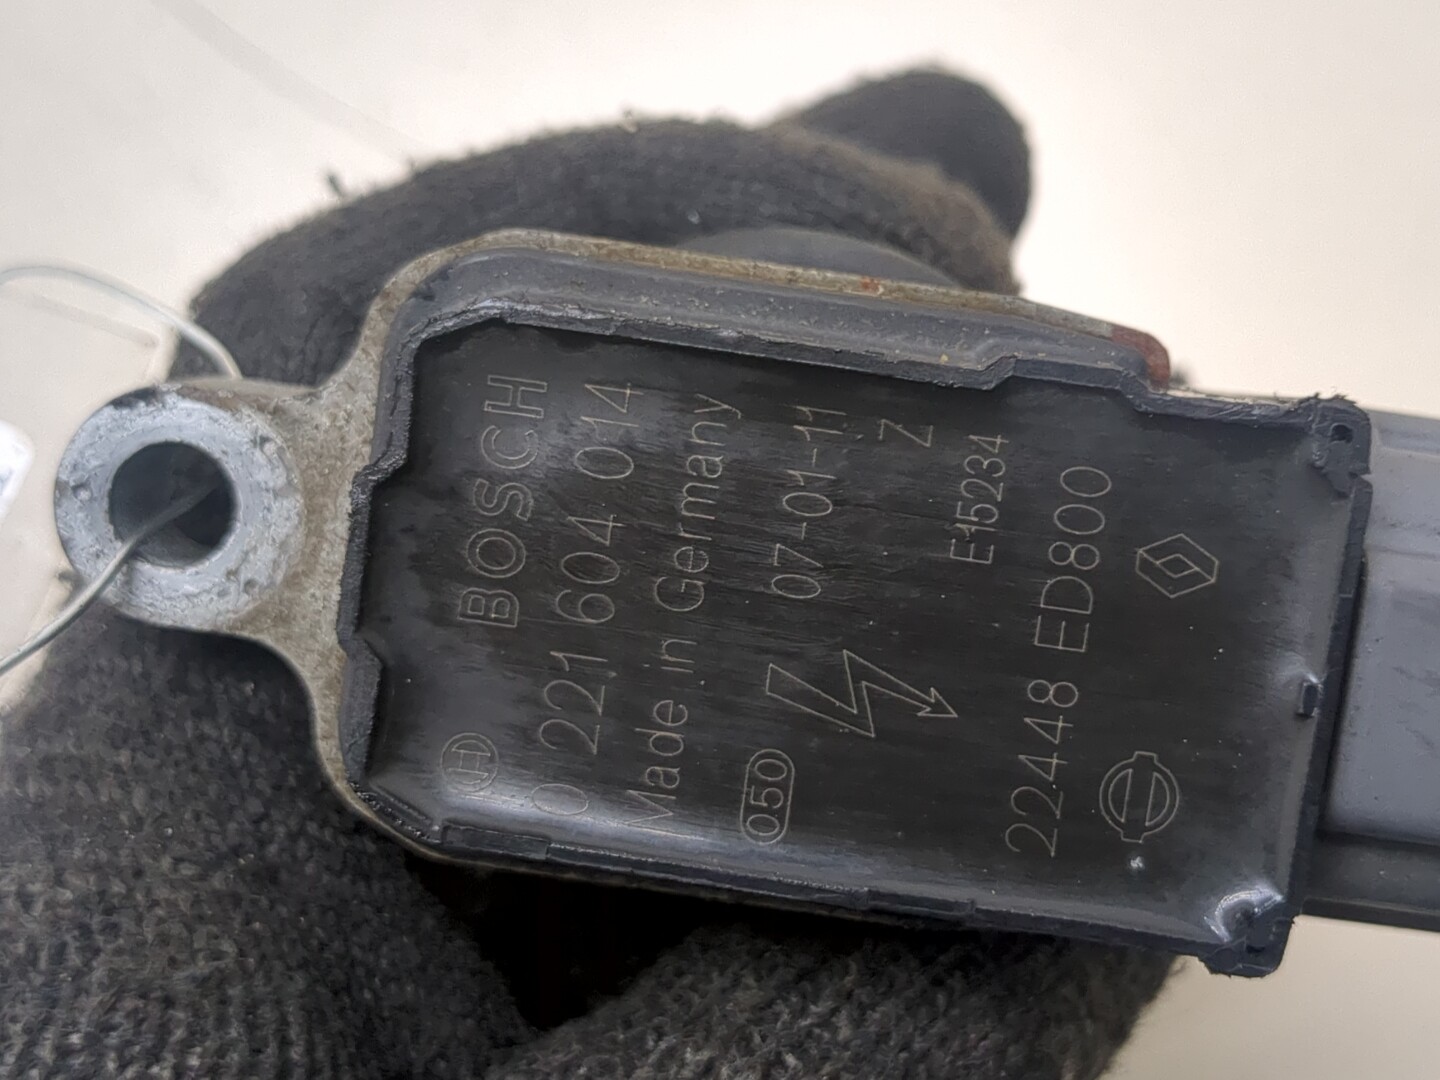 BOSCH
0 221 604 014
Made in Germany
07-01-11
050
Z
E15234
22448 ED800